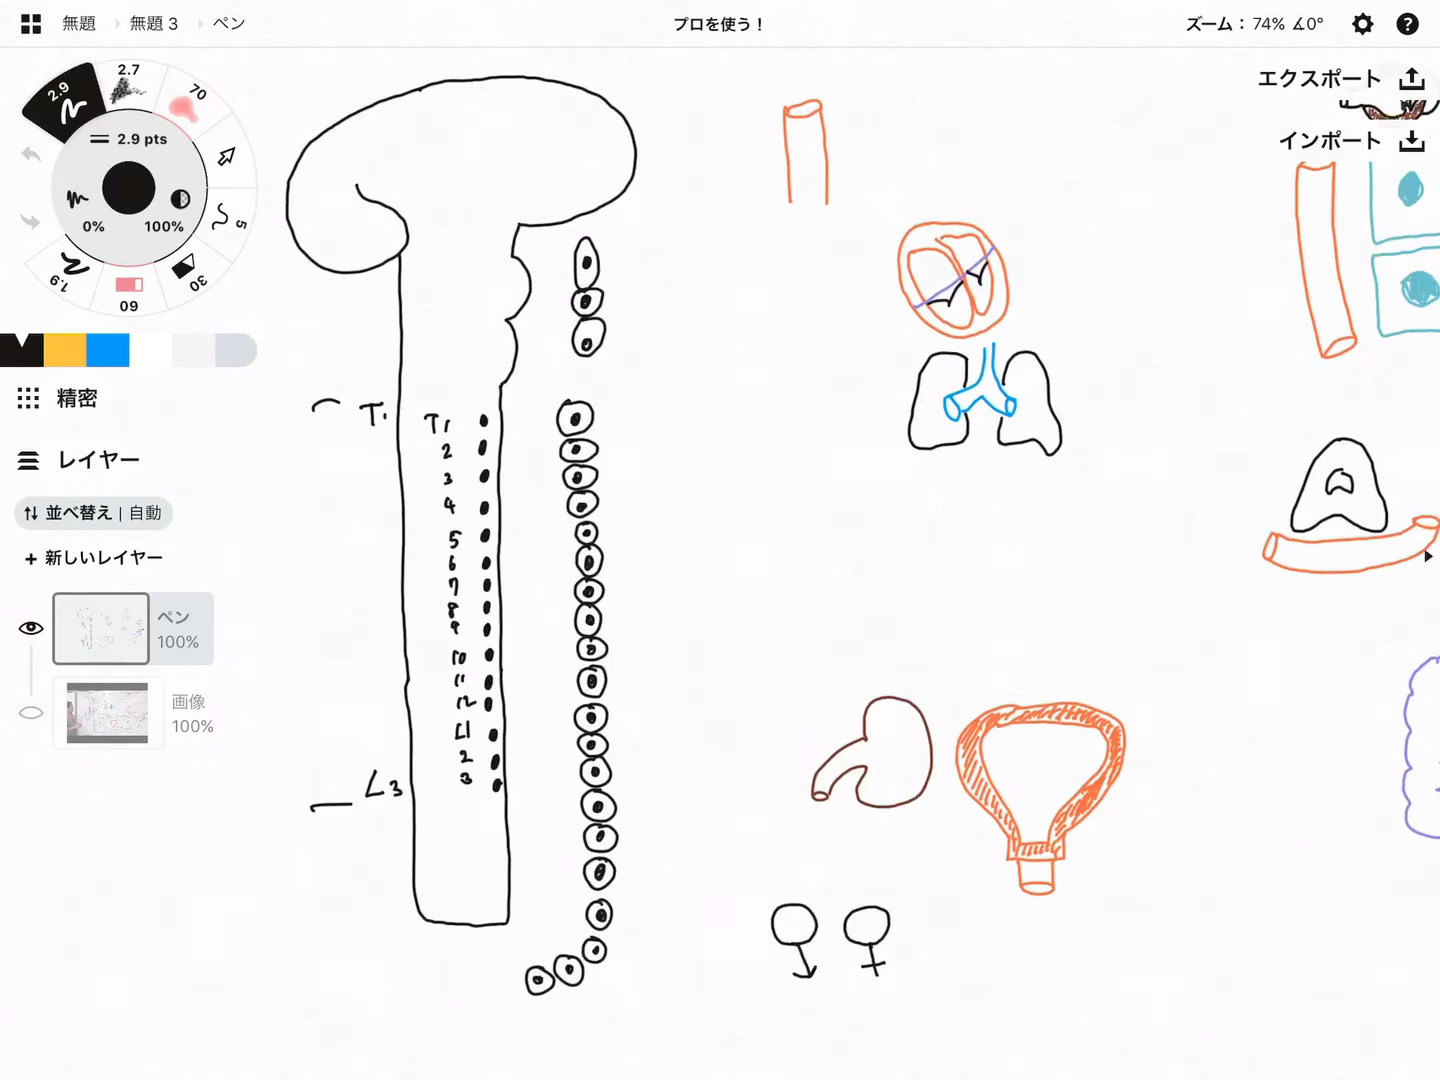 無題 無題 3 ペン
プロを使う！
ズーム： 74% ∡0°
エクスポート
インポート
2.9
2.7
70
2.9 pts
0%
100%
5
30
60
1.9
精密
レイヤー
並べ替え | 自動
+ 新しいレイヤー
ペン
100%
画像
100%
T1
T1
2
3
4
5
6
7
8
9
10
11
12
L1
2
3
L3